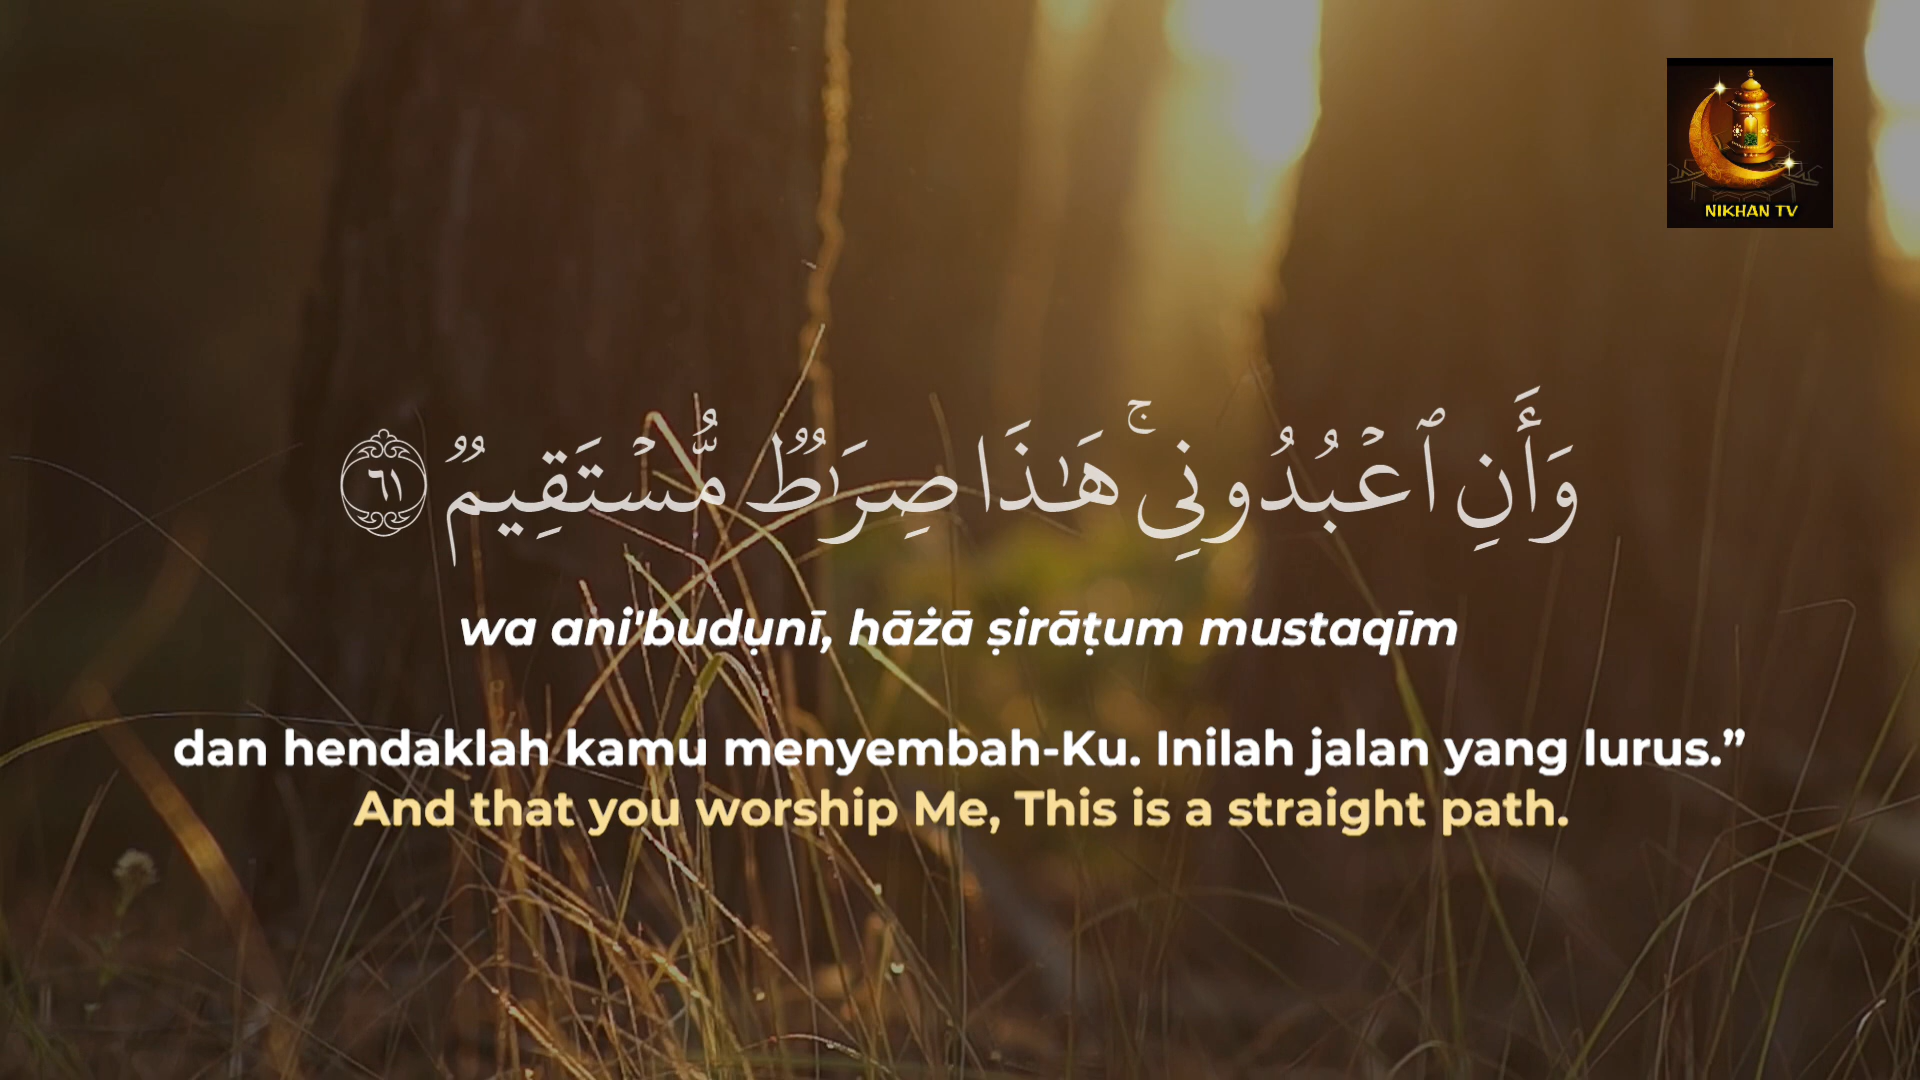 NIKHAN TV
وَأَنِ ٱعۡبُدُونِيۚ هَٰذَا صِرَٰطٞ مُّسۡتَقِيمٞ ٦١
wa ani'budụnī, hāżā ṣirāṭum mustaqīm
dan hendaklah kamu menyembah-Ku. Inilah jalan yang lurus.”
And that you worship Me, This is a straight path.